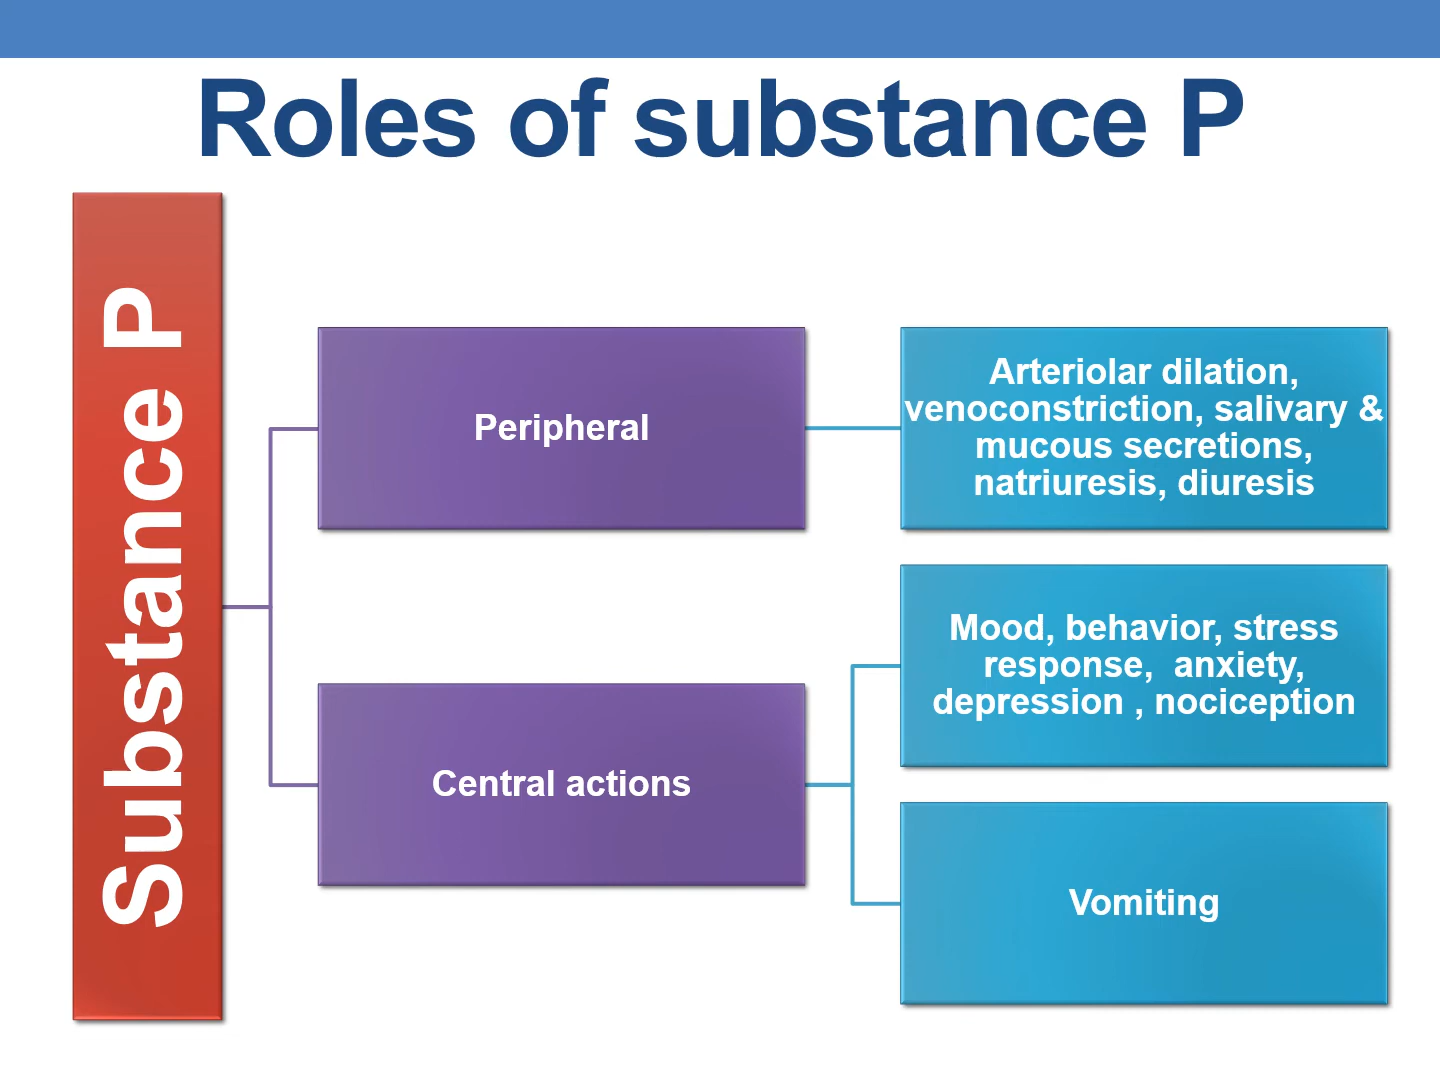 Roles of substance P
Substance P
Peripheral
Arteriolar dilation,
venoconstriction, salivary &
mucous secretions,
natriuresis, diuresis
Central actions
Mood, behavior, stress
response,  anxiety,
depression , nociception
Vomiting